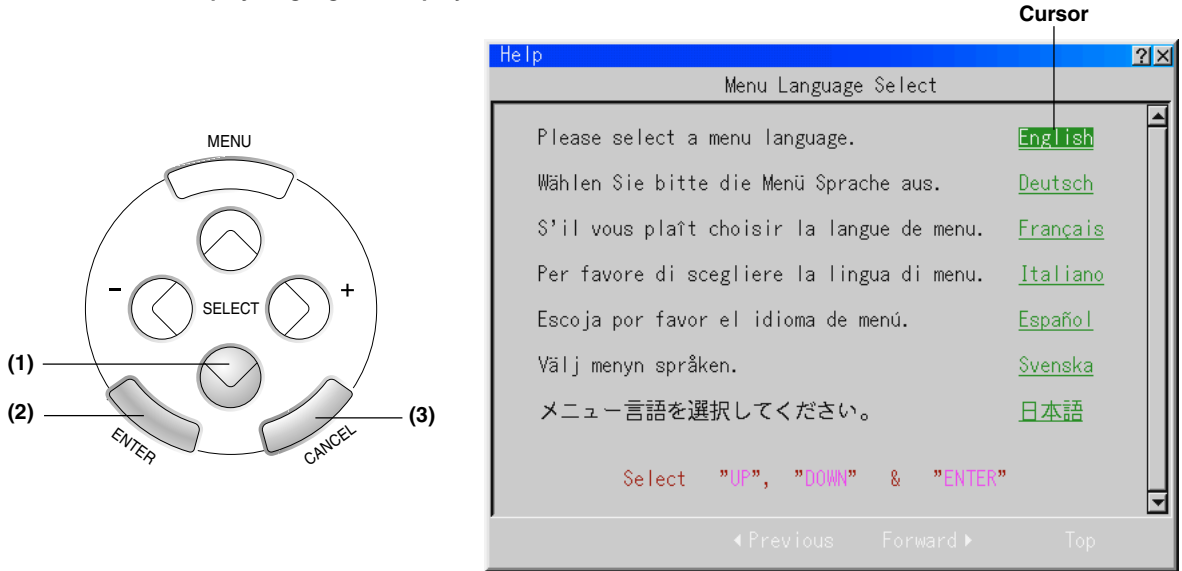 Cursor
MENU
-
SELECT
+
(1)
(2)
(3)
ENTER
CANCEL
Help
?
×
Menu Language Select
Please select a menu language. English
Wählen Sie bitte die Menü Sprache aus. Deutsch
S'il vous plaît choisir la langue de menu. Français
Per favore di scegliere la lingua di menu. Italiano
Escoja por favor el idioma de menú. Español
Välj menyn språken. Svenska
メニュー言語を選択してください。 日本語
Select "UP", "DOWN" & "ENTER"
Previous Forward Top